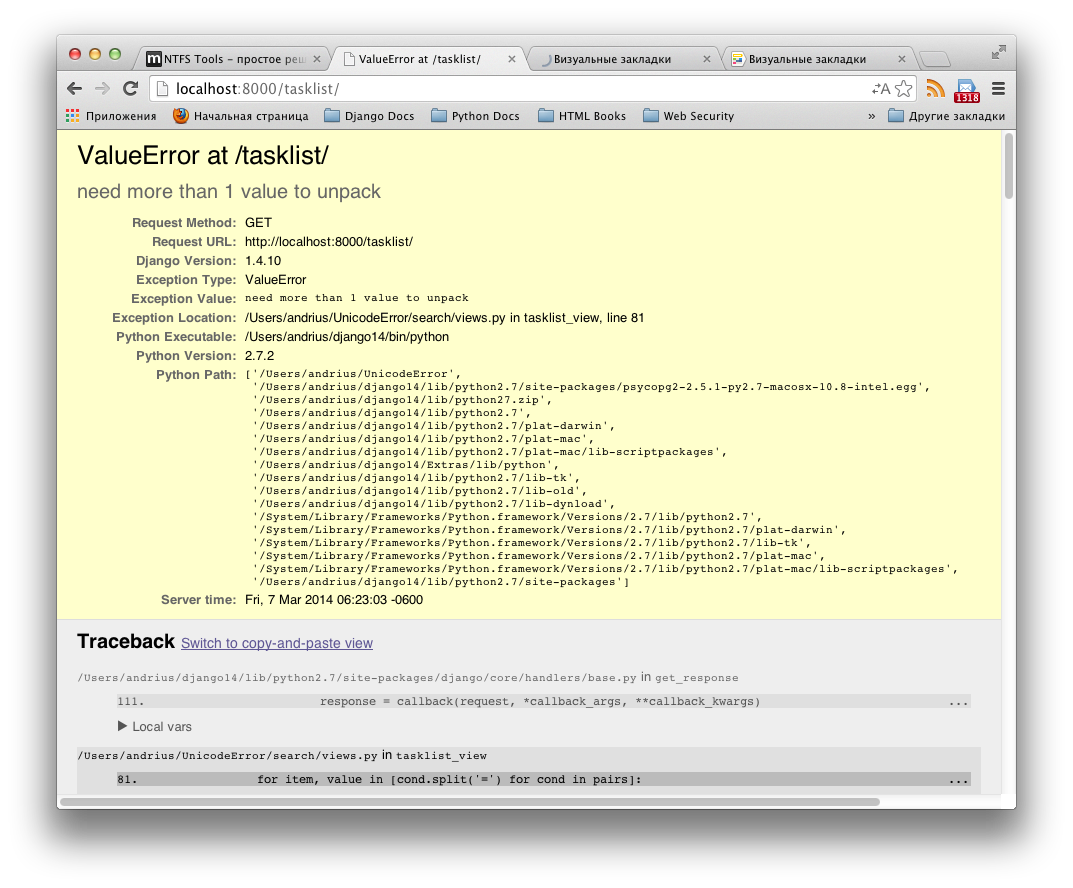 m NTFS Tools – простое реш
ValueError at /tasklist/
Визуальные закладки
Визуальные закладки
localhost:8000/tasklist/
1318
Приложения
Начальная страница
Django Docs
Python Docs
HTML Books
Web Security
»
Другие закладки
ValueError at /tasklist/
need more than 1 value to unpack
Request Method: GET
Request URL: http://localhost:8000/tasklist/
Django Version: 1.4.10
Exception Type: ValueError
Exception Value: need more than 1 value to unpack
Exception Location: /Users/andrius/UnicodeError/search/views.py in tasklist_view, line 81
Python Executable: /Users/andrius/django14/bin/python
Python Version: 2.7.2
Python Path: ['/Users/andrius/UnicodeError',
'/Users/andrius/django14/lib/python2.7/site-packages/psycopg2-2.5.1-py2.7-macosx-10.8-intel.egg',
'/Users/andrius/django14/lib/python27.zip',
'/Users/andrius/django14/lib/python2.7',
'/Users/andrius/django14/lib/python2.7/plat-darwin',
'/Users/andrius/django14/lib/python2.7/plat-mac',
'/Users/andrius/django14/lib/python2.7/plat-mac/lib-scriptpackages',
'/Users/andrius/django14/Extras/lib/python',
'/Users/andrius/django14/lib/python2.7/lib-tk',
'/Users/andrius/django14/lib/python2.7/lib-old',
'/Users/andrius/django14/lib/python2.7/lib-dynload',
'/System/Library/Frameworks/Python.framework/Versions/2.7/lib/python2.7',
'/System/Library/Frameworks/Python.framework/Versions/2.7/lib/python2.7/plat-darwin',
'/System/Library/Frameworks/Python.framework/Versions/2.7/lib/python2.7/lib-tk',
'/System/Library/Frameworks/Python.framework/Versions/2.7/lib/python2.7/plat-mac',
'/System/Library/Frameworks/Python.framework/Versions/2.7/lib/python2.7/plat-mac/lib-scriptpackages',
'/Users/andrius/django14/lib/python2.7/site-packages']
Server time: Fri, 7 Mar 2014 06:23:03 -0600
Traceback Switch to copy-and-paste view
/Users/andrius/django14/lib/python2.7/site-packages/django/core/handlers/base.py in get_response
111. response = callback(request, *callback_args, **callback_kwargs) ...
Local vars
/Users/andrius/UnicodeError/search/views.py in tasklist_view
81. for item, value in [cond.split('=') for cond in pairs]: ...